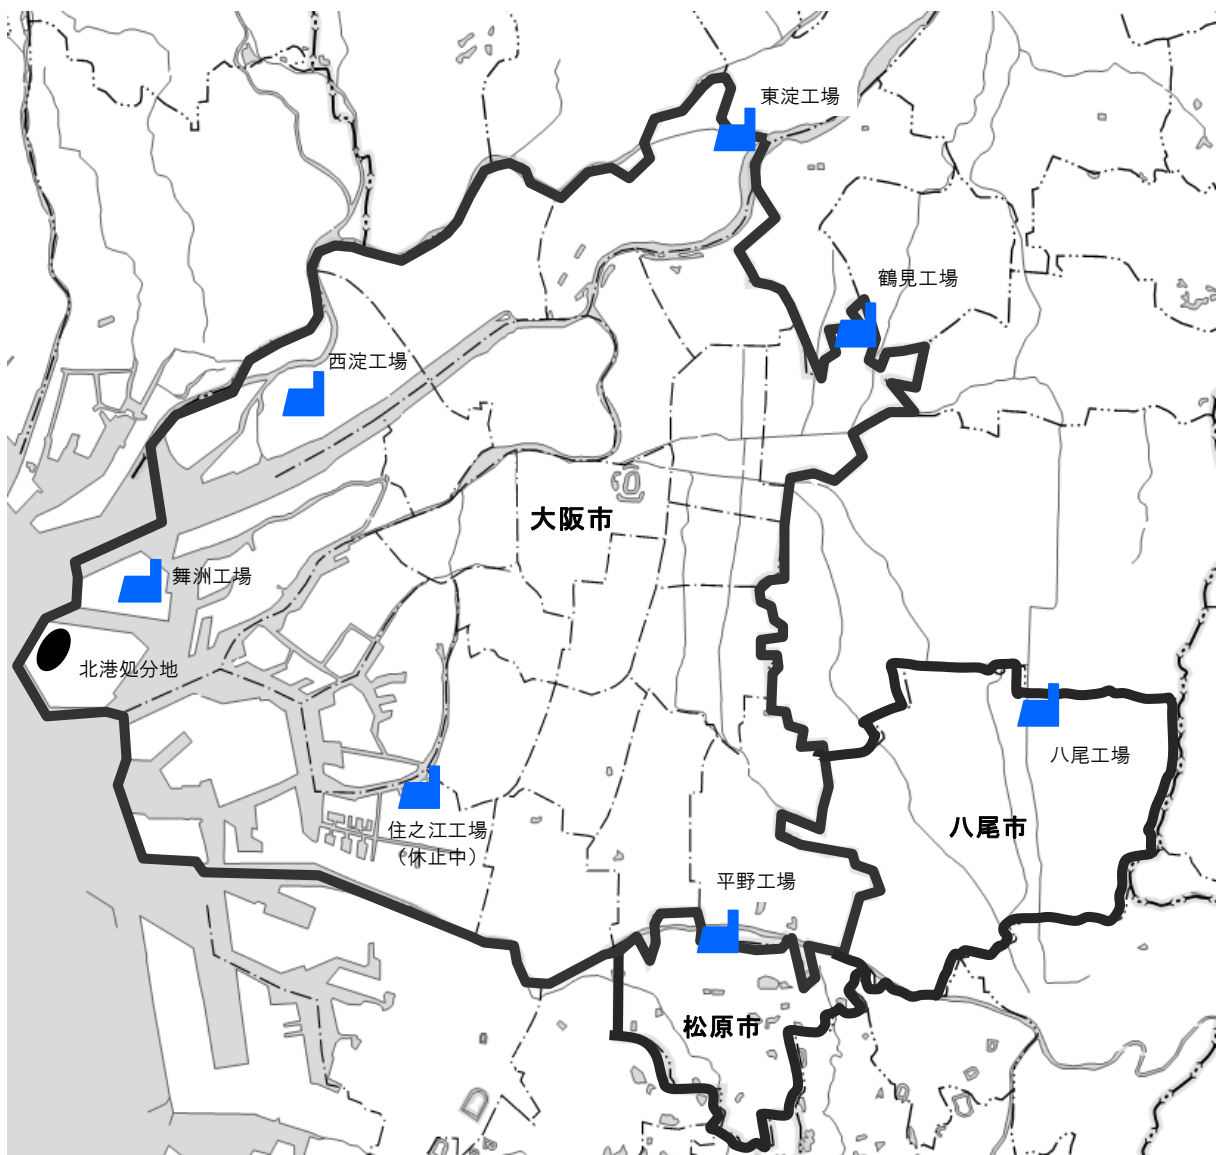 東淀工場
鶴見工場
西淀工場
大阪市
舞洲工場
北港処分地
八尾工場
住之江工場
（休止中）
八尾市
平野工場
松原市